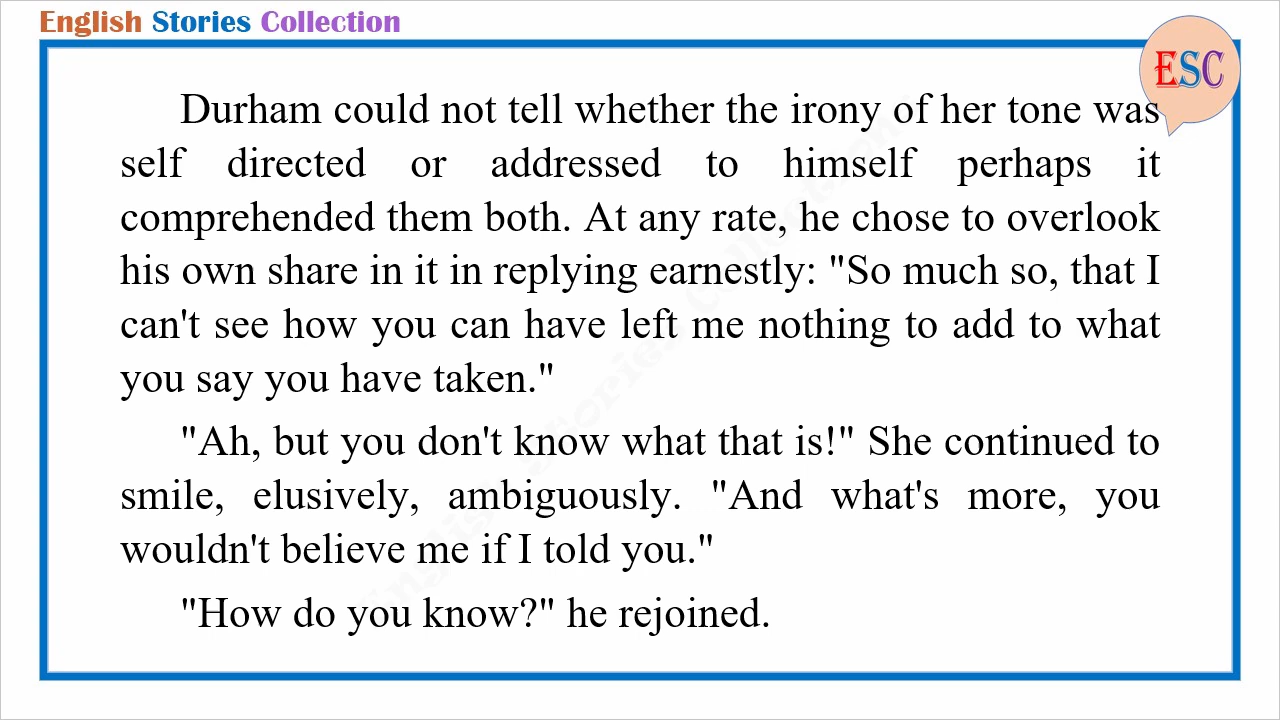 English Stories Collection
ESC
Durham could not tell whether the irony of her tone was
self directed or addressed to himself perhaps it
comprehended them both. At any rate, he chose to overlook
his own share in it in replying earnestly: "So much so, that I
can't see how you can have left me nothing to add to what
you say you have taken."
"Ah, but you don't know what that is!" She continued to
smile, elusively, ambiguously. "And what's more, you
wouldn't believe me if I told you."
"How do you know?" he rejoined.
English Stories Collection